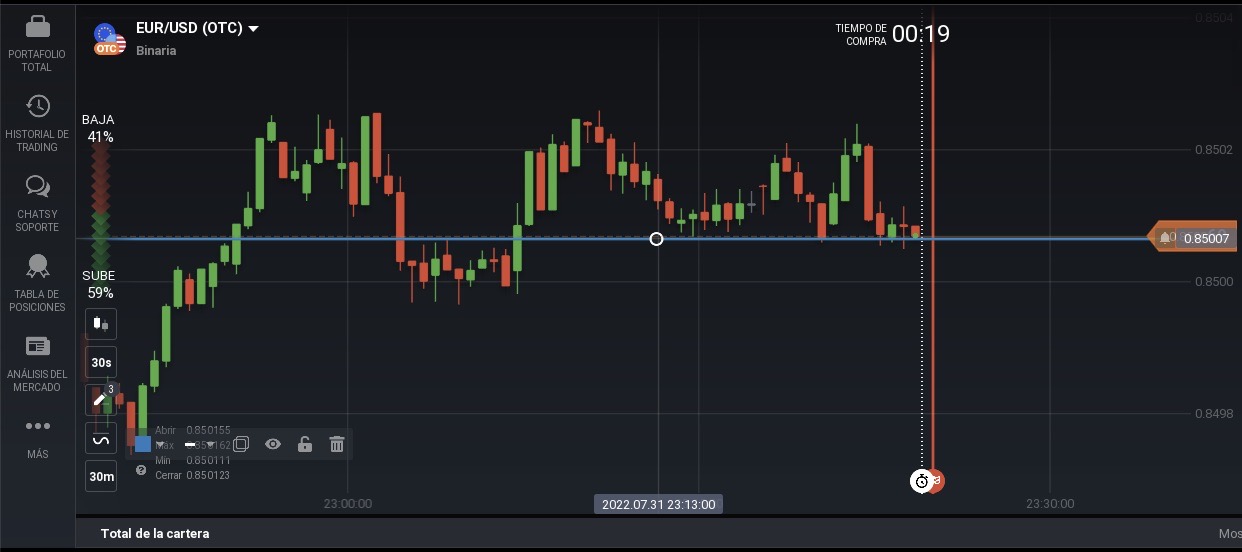 PORTAFOLIO
TOTAL
HISTORIAL DE
TRADING
CHATS Y
SOPORTE
TABLA DE
POSICIONES
ANÁLISIS DEL
MERCADO
MÁS
EUR/USD (OTC)
OTC
Binaria
TIEMPO DE
COMPRA
00:19
BAJA
41%
SUBE
59%
30s
3
30m
Abrir 0.850155
Máx 0.850162
Mín 0.850111
Cerrar 0.850123
0.8504
0.8502
0.85007
0.8500
0.8498
23:00:00
2022.07.31 23:13:00
23:30:00
Total de la cartera
Mos